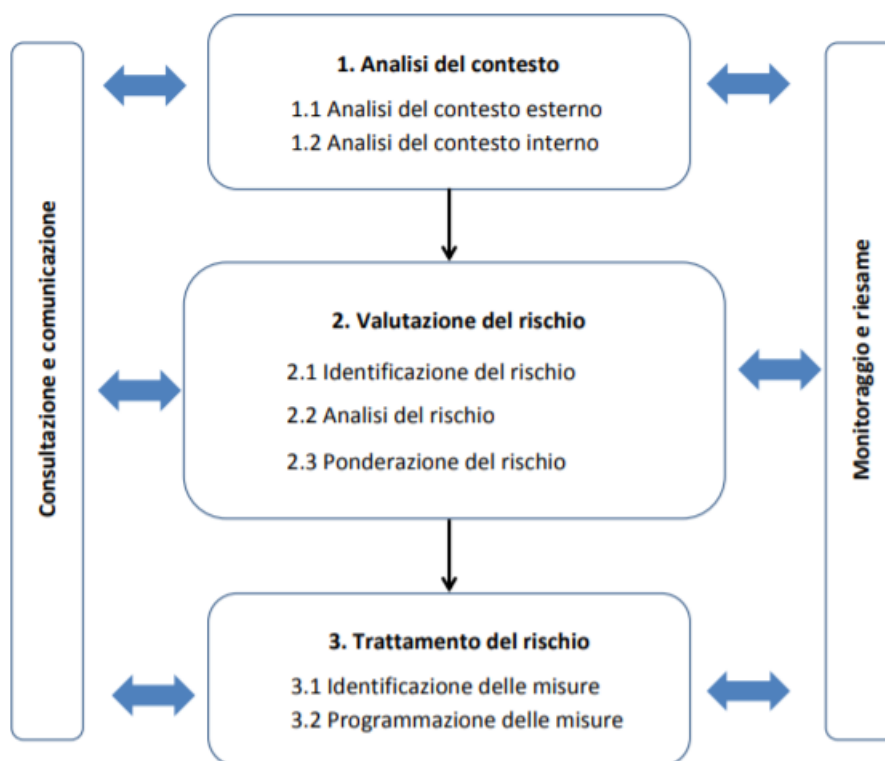 Consultazione e comunicazione
1. Analisi del contesto
1.1 Analisi del contesto esterno
1.2 Analisi del contesto interno
2. Valutazione del rischio
2.1 Identificazione del rischio
2.2 Analisi del rischio
2.3 Ponderazione del rischio
3. Trattamento del rischio
3.1 Identificazione delle misure
3.2 Programmazione delle misure
Monitoraggio e riesame